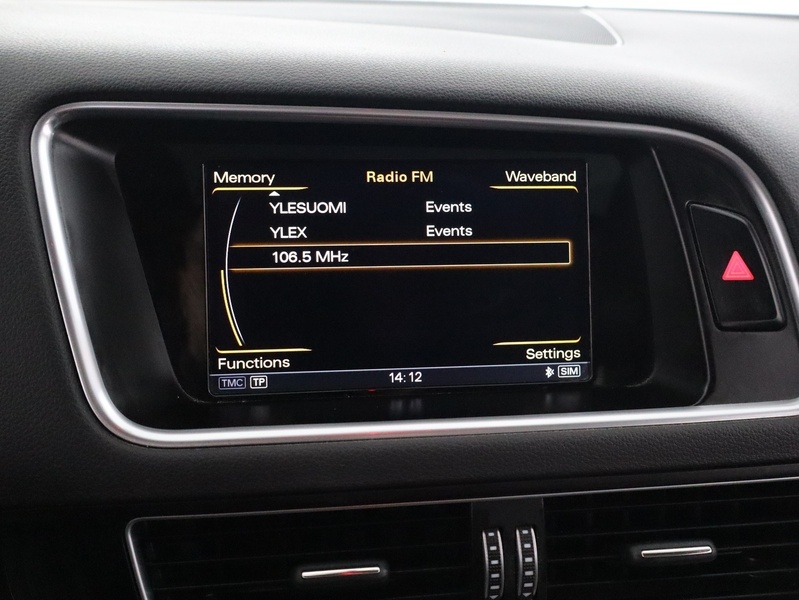 Memory Radio FM Waveband
YLESUOMI Events
YLEX Events
106.5 MHz
Functions Settings
TMC TP 14:12 SIM